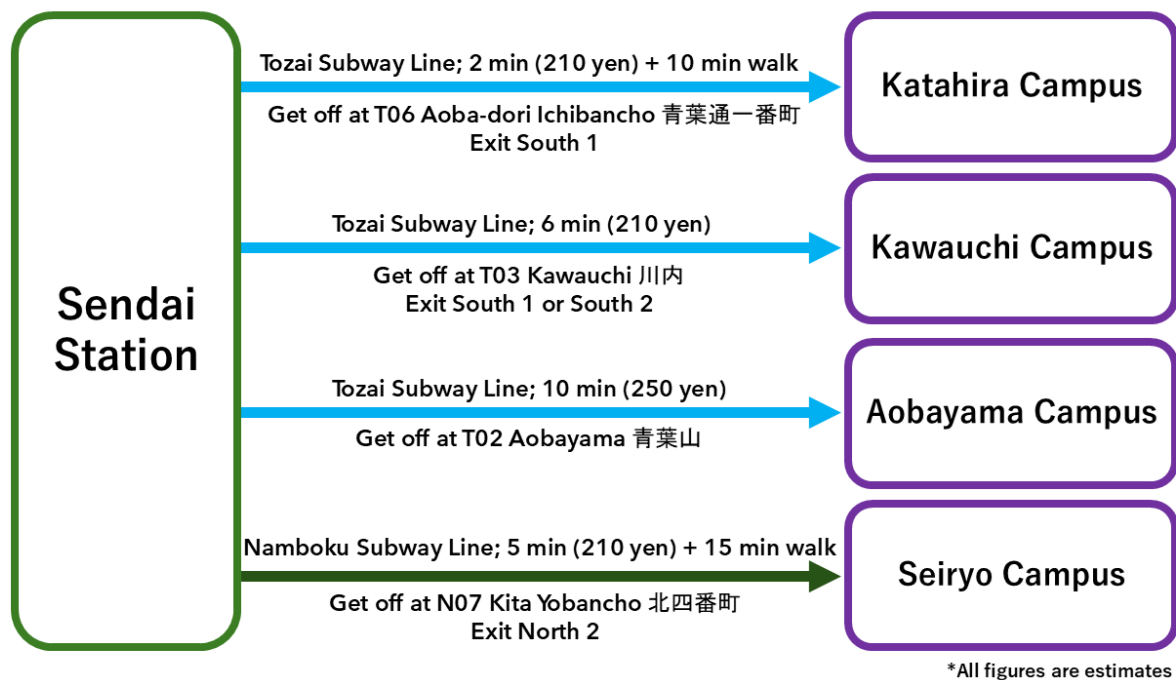 Sendai
Station
Tozai Subway Line; 2 min (210 yen) + 10 min walk
Get off at T06 Aoba-dori Ichibancho 青葉通一番町
Exit South 1
Katahira Campus
Tozai Subway Line; 6 min (210 yen)
Get off at T03 Kawauchi 川内
Exit South 1 or South 2
Kawauchi Campus
Tozai Subway Line; 10 min (250 yen)
Get off at T02 Aobayama 青葉山
Aobayama Campus
Namboku Subway Line; 5 min (210 yen) + 15 min walk
Get off at N07 Kita Yobancho 北四番町
Exit North 2
Seiryo Campus
*All figures are estimates